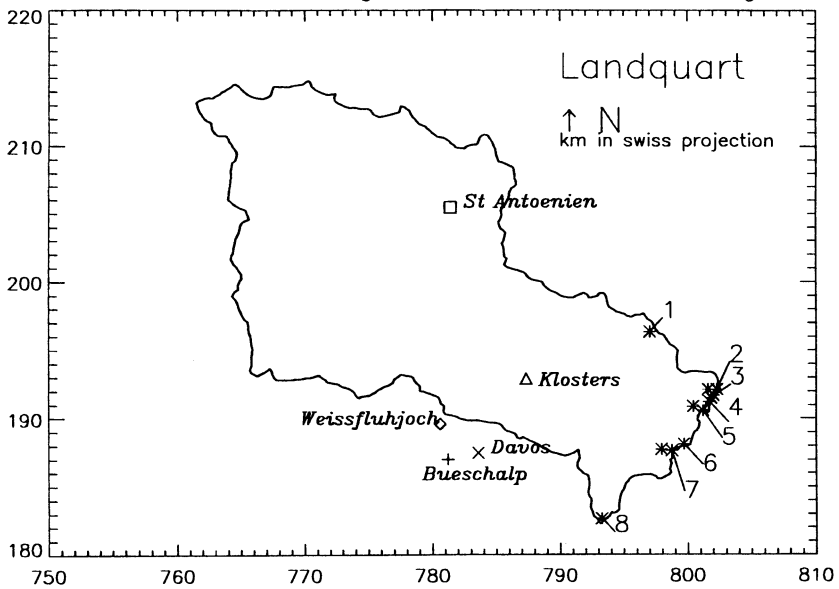 220
Landquart
↑ N
km in swiss projection
210
St Antoenien
200
1
2
3
Klosters
4
190
Weissfluhjoch
5
Davos
6
Bueschalp
7
8
180
750 760 770 780 790 800 810